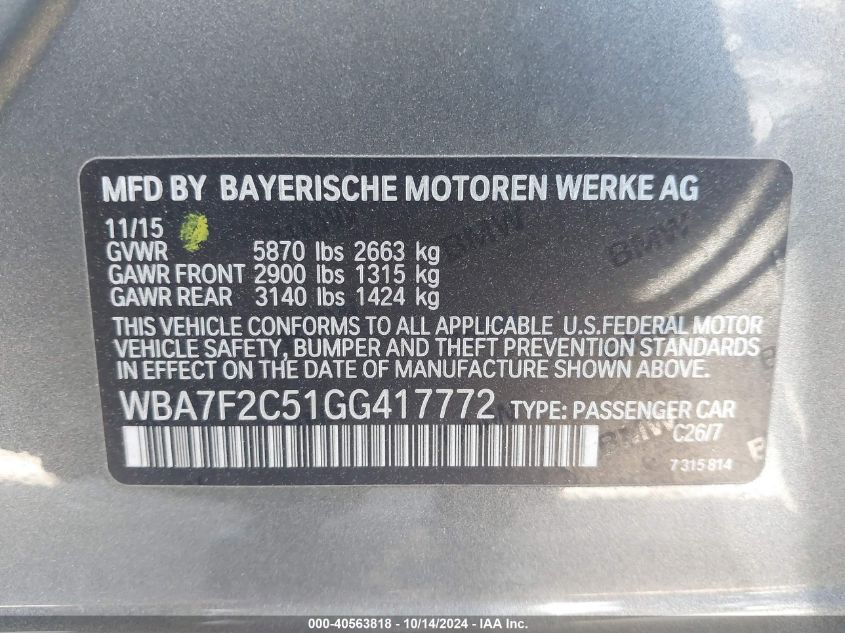 MFD BY BAYERISCHE MOTOREN WERKE AG
11/15
GVWR 5870 lbs 2663 kg
GAWR FRONT 2900 lbs 1315 kg
GAWR REAR 3140 lbs 1424 kg
THIS VEHICLE CONFORMS TO ALL APPLICABLE U.S.FEDERAL MOTOR
VEHICLE SAFETY, BUMPER AND THEFT PREVENTION STANDARDS
IN EFFECT ON THE DATE OF MANUFACTURE SHOWN ABOVE.
WBA7F2C51GG417772 TYPE: PASSENGER CAR
C26/7
7 315 814
000-40563818 - 10/14/2024 - IAA Inc.